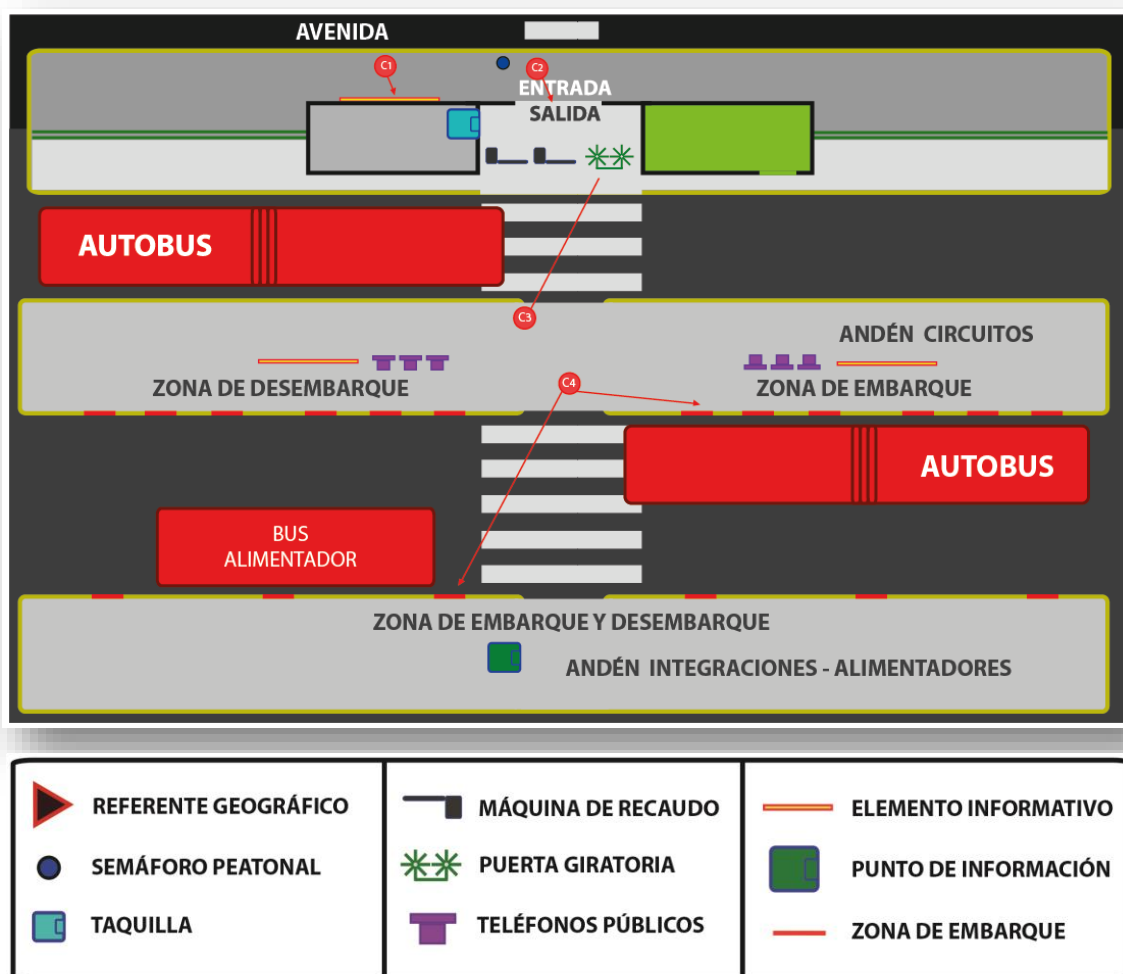 AVENIDA
C1
C2
ENTRADA
SALIDA
AUTOBUS
C3
ANDÉN CIRCUITOS
ZONA DE DESEMBARQUE
C4
ZONA DE EMBARQUE
AUTOBUS
BUS
ALIMENTADOR
ZONA DE EMBARQUE Y DESEMBARQUE
ANDÉN INTEGRACIONES - ALIMENTADORES
REFERENTE GEOGRÁFICO
SEMÁFORO PEATONAL
TAQUILLA
MÁQUINA DE RECAUDO
PUERTA GIRATORIA
TELÉFONOS PÚBLICOS
ELEMENTO INFORMATIVO
PUNTO DE INFORMACIÓN
ZONA DE EMBARQUE